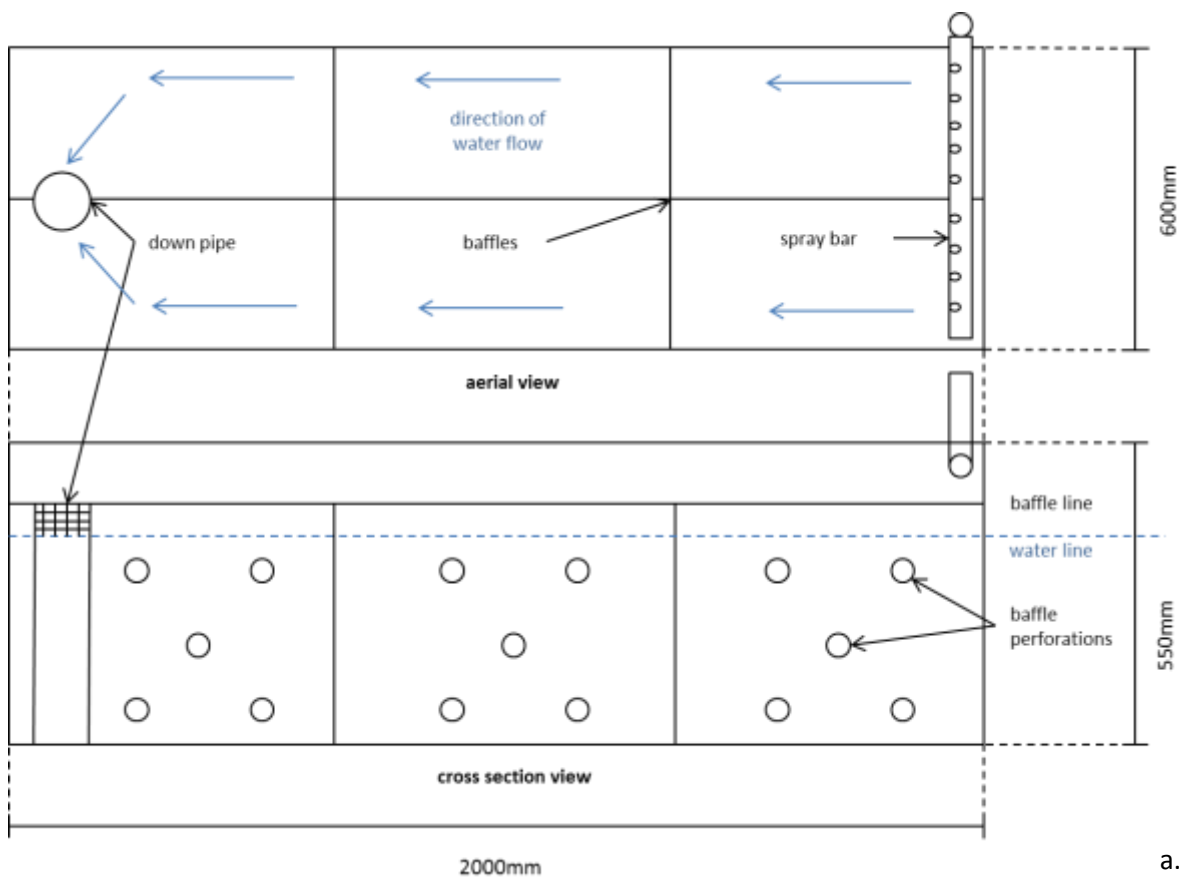 direction of
water flow
600mm
down pipe
baffles
spray bar
aerial view
baffle line
water line
baffle
perforations
550mm
cross section view
2000mm
a.